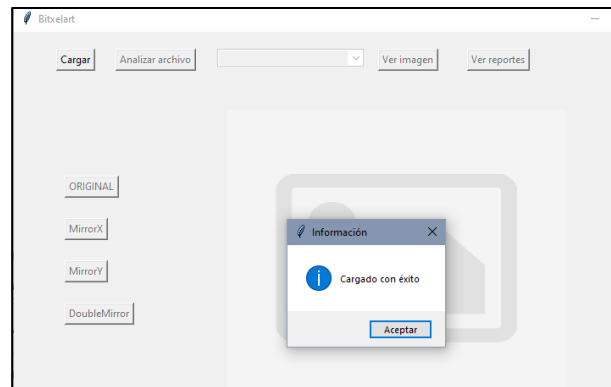 Bitxelart
Cargar Analizar archivo Ver imagen Ver reportes
ORIGINAL
MirrorX
MirrorY
DoubleMirror
Información
Cargado con éxito
Aceptar